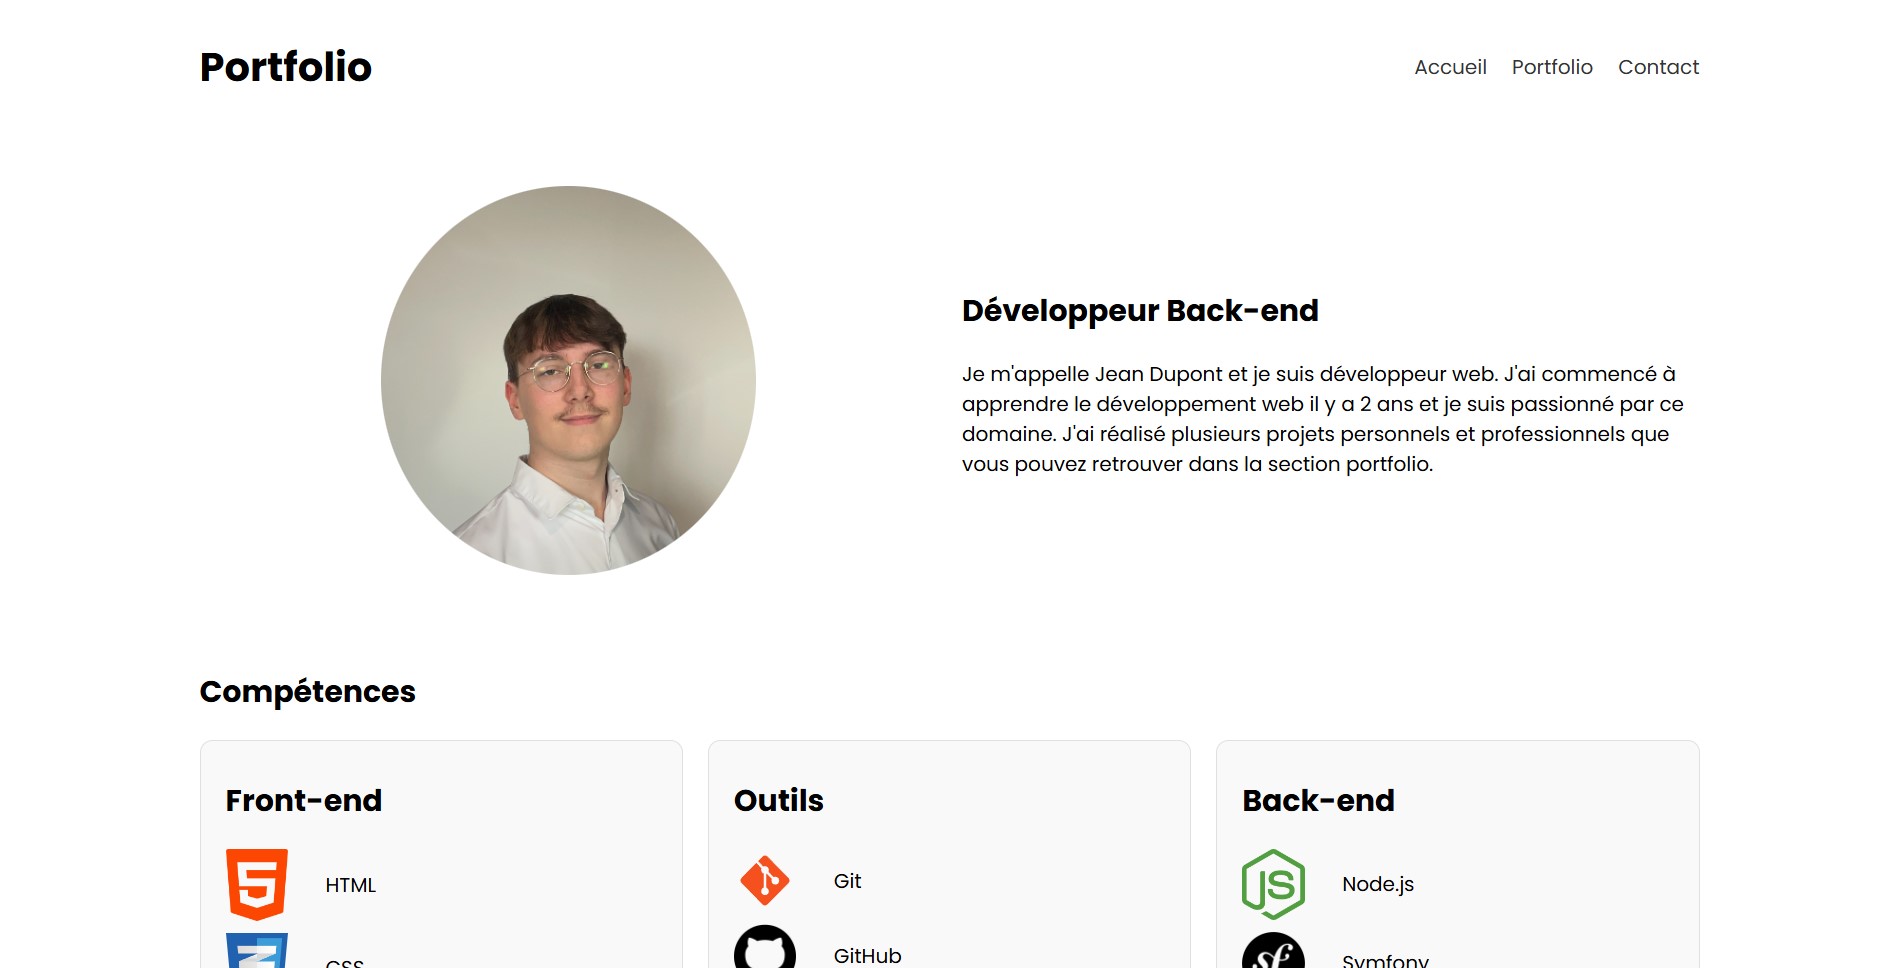 Portfolio
Accueil Portfolio Contact
Développeur Back-end
Je m'appelle Jean Dupont et je suis développeur web. J'ai commencé à
apprendre le développement web il y a 2 ans et je suis passionné par ce
domaine. J'ai réalisé plusieurs projets personnels et professionnels que
vous pouvez retrouver dans la section portfolio.
Compétences
Front-end
HTML
CSS
Outils
Git
GitHub
Back-end
JS
Node.js
sf
Symfony